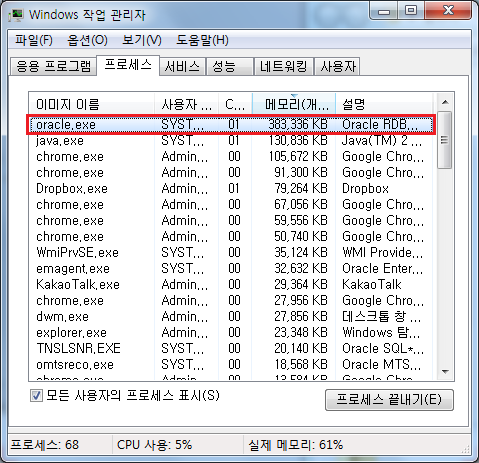 Windows 작업 관리자
파일(F) 옵션(O) 보기(V) 도움말(H)
응용 프로그램 프로세스 서비스 성능 네트워킹 사용자
이미지 이름 사용자 ... C... 메모리(개... 설명
oracle.exe SYST... 01 383,336 KB Oracle RDB...
java.exe SYST... 01 130,836 KB Java(TM) 2 ...
chrome.exe Admin... 00 105,672 KB Google Chro...
chrome.exe Admin... 00 91,300 KB Google Chro...
Dropbox.exe Admin... 01 79,264 KB Dropbox
chrome.exe Admin... 00 67,056 KB Google Chro...
chrome.exe Admin... 00 59,556 KB Google Chro...
chrome.exe Admin... 00 50,740 KB Google Chro...
WmiPrvSE.exe SYST... 00 35,124 KB WMI Provide...
emagent.exe SYST... 00 32,632 KB Oracle Enter...
KakaoTalk.exe Admin... 00 29,284 KB KakaoTalk
chrome.exe Admin... 00 27,956 KB Google Chro...
dwm.exe Admin... 00 27,856 KB 데스크톱 창 ...
explorer.exe Admin... 00 23,348 KB Windows 탐...
TNSLSNR.EXE SYST... 00 20,140 KB Oracle SQL*...
omtsreco.exe SYST... 00 18,568 KB Oracle MTS...
chrome.exe Admin... 00 13,584 KB Google Chro...
모든 사용자의 프로세스 표시(S) 프로세스 끝내기(E)
프로세스: 68 CPU 사용: 5% 실제 메모리: 61%